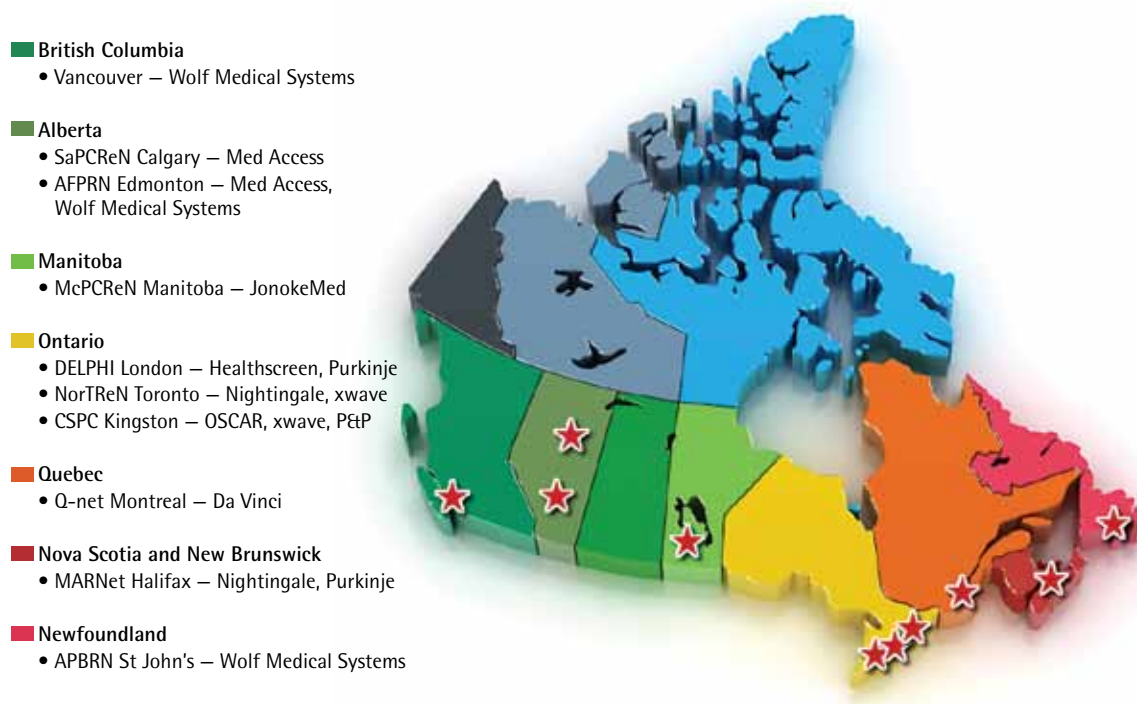 British Columbia
• Vancouver — Wolf Medical Systems
Alberta
• SaPCReN Calgary — Med Access
• AFPRN Edmonton — Med Access,
Wolf Medical Systems
Manitoba
• McPCReN Manitoba — JonokeMed
Ontario
• DELPHI London — Healthscreen, Purkinje
• NorTReN Toronto — Nightingale, xwave
• CSPC Kingston — OSCAR, xwave, P&P
Quebec
• Q-net Montreal — Da Vinci
Nova Scotia and New Brunswick
• MARNet Halifax — Nightingale, Purkinje
Newfoundland
• APBRN St John's — Wolf Medical Systems